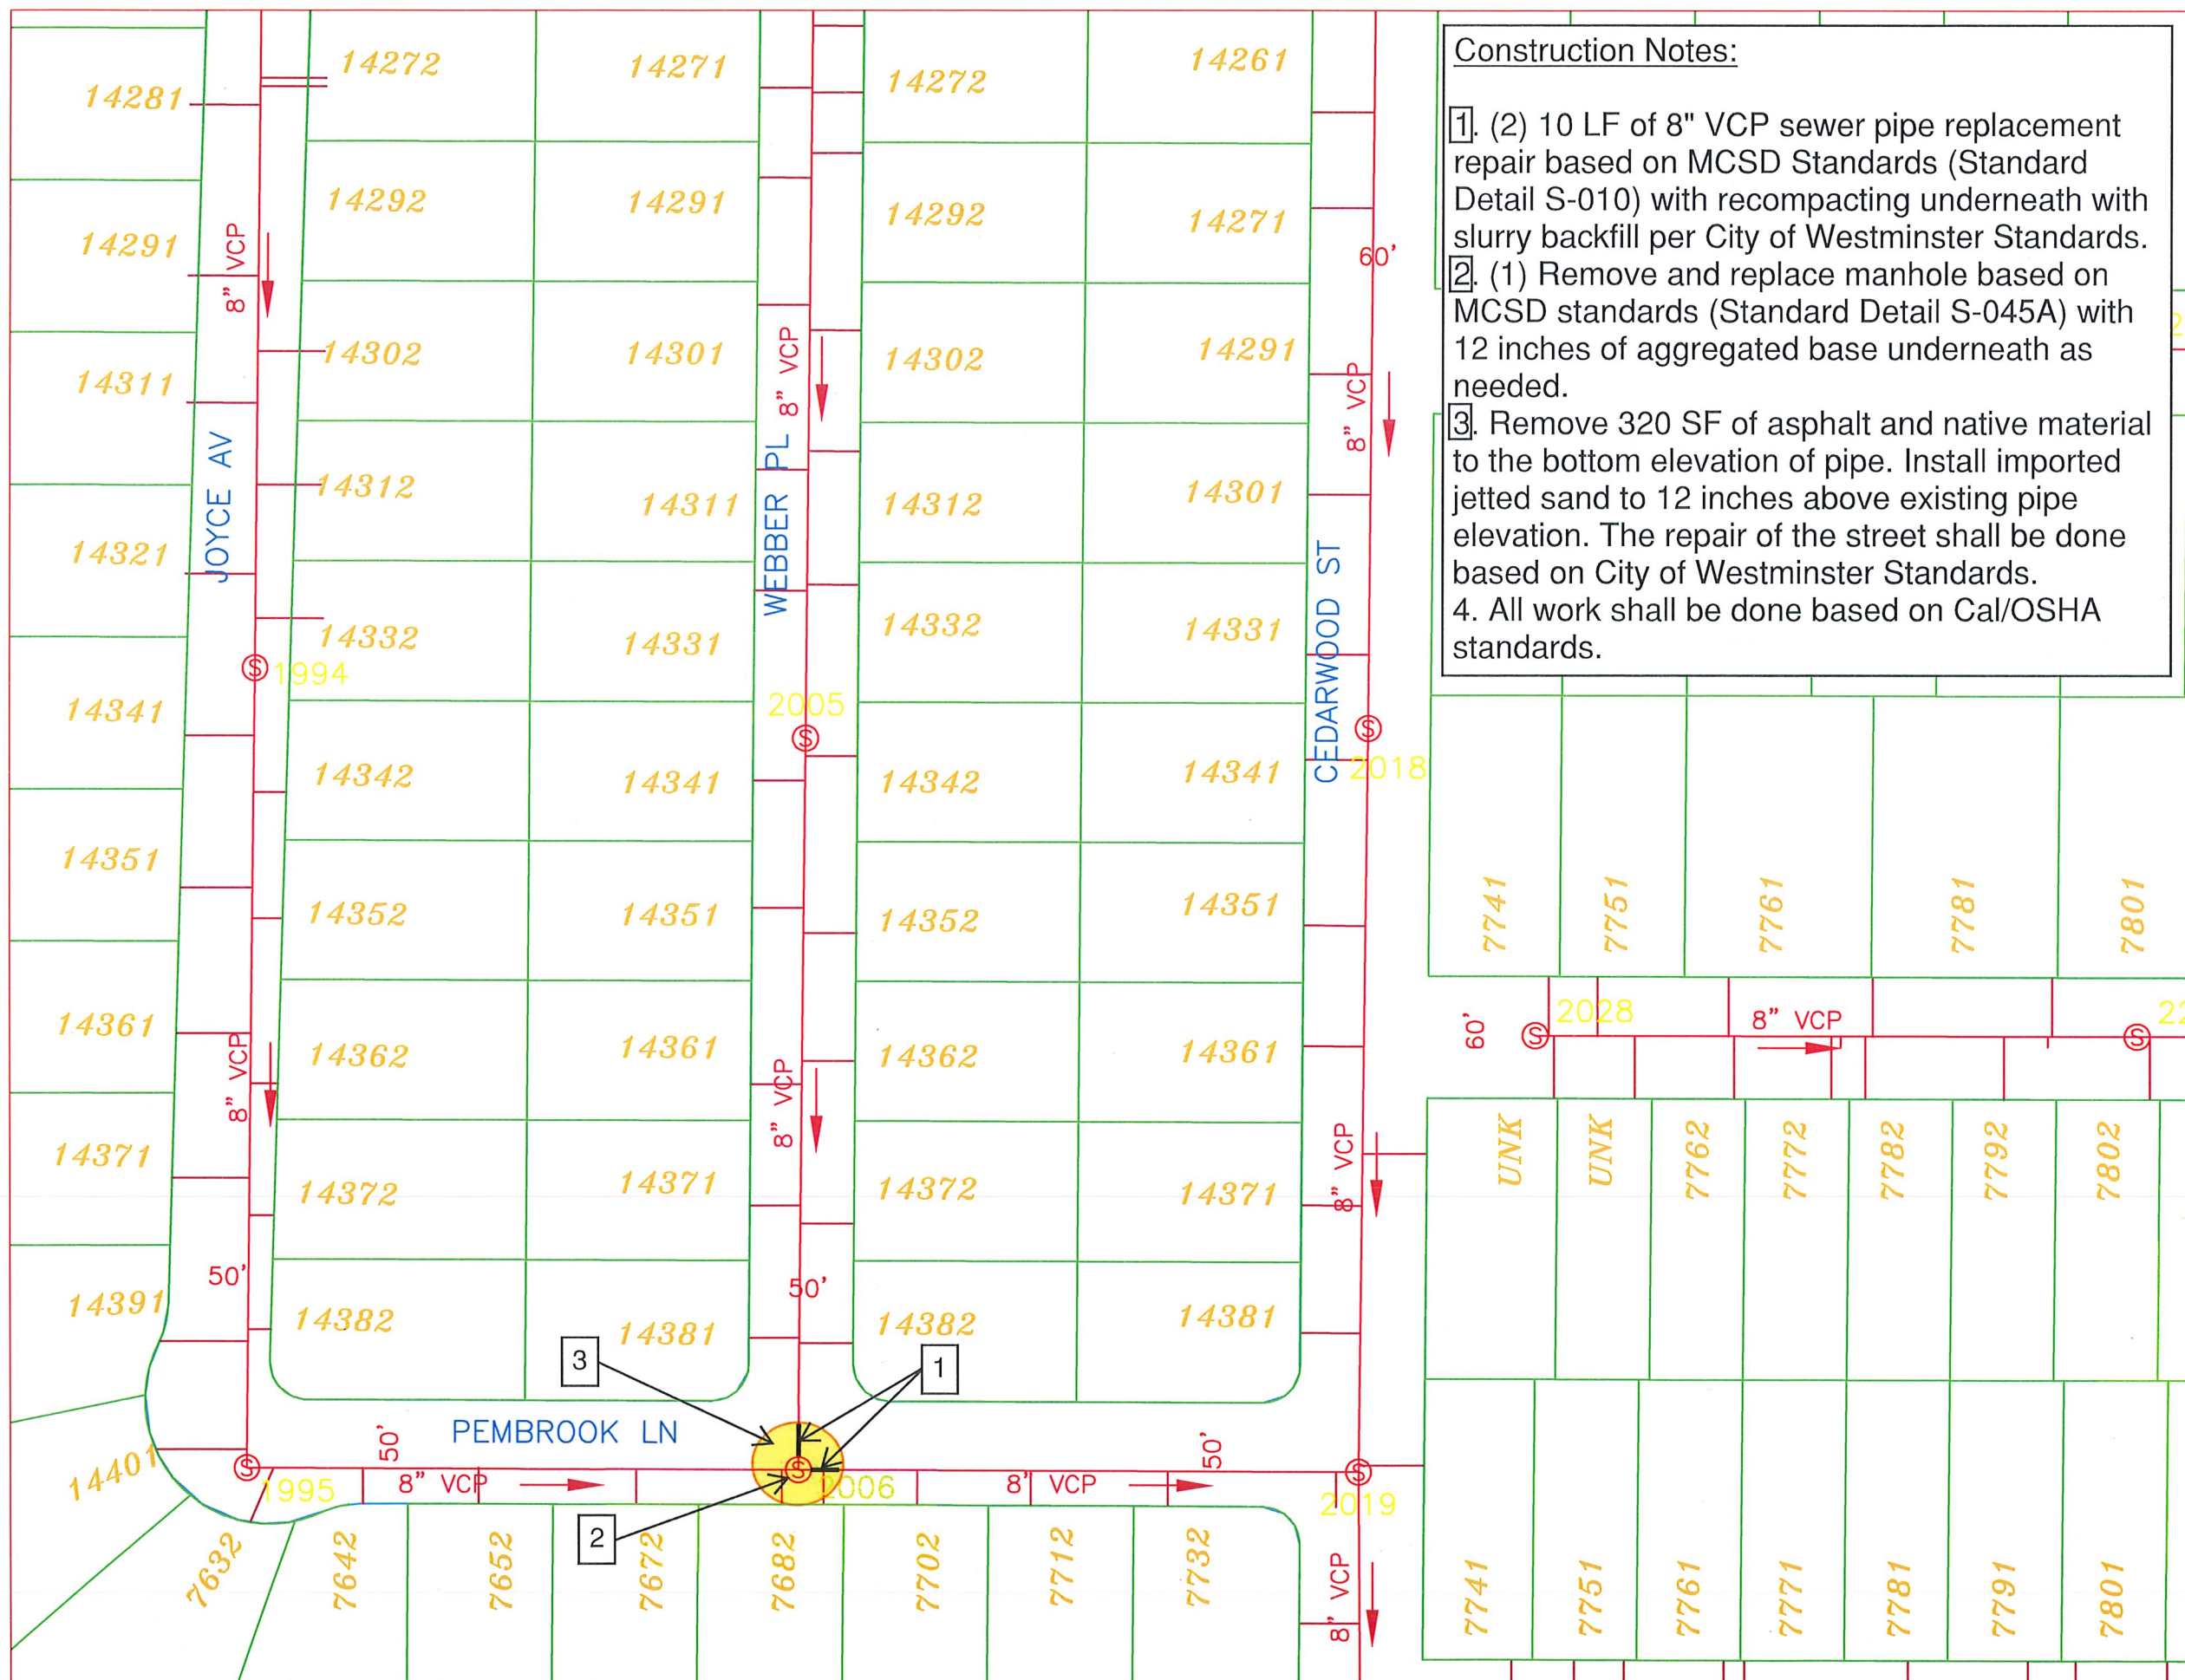 Construction Notes:
1. (2) 10 LF of 8" VCP sewer pipe replacement
repair based on MCSD Standards (Standard
Detail S-010) with recompacting underneath with
slurry backfill per City of Westminster Standards.
2. (1) Remove and replace manhole based on
MCSD standards (Standard Detail S-045A) with
12 inches of aggregated base underneath as
needed.
3. Remove 320 SF of asphalt and native material
to the bottom elevation of pipe. Install imported
jetted sand to 12 inches above existing pipe
elevation. The repair of the street shall be done
based on City of Westminster Standards.
4. All work shall be done based on Cal/OSHA
standards.
14281
14291
14311
14321
14341
14351
14361
14371
14391
14401
8" VCP
JOYCE AV
S
1994
8" VCP
50'
S
1995
14272
14292
14302
14312
14332
14342
14352
14362
14372
14382
14271
14291
14301
14311
14331
14341
14351
14361
14371
14381
8" VCP
WEBBER PL
2005
S
8" VCP
50'
14272
14292
14302
14312
14332
14342
14352
14362
14372
14382
14261
14271
14291
14301
14331
14341
14351
14361
14371
14381
60'
8" VCP
CEDARWOOD ST
S
2018
8" VCP
7741
7751
7761
7781
7801
60'
S
2028
8" VCP
S
UNK
UNK
7762
7772
7782
7792
7802
3
1
PEMBROOK LN
50'
8" VCP
S
2006
2
8" VCP
50'
S
2019
8" VCP
7632
7642
7652
7672
7682
7702
7712
7732
7741
7751
7761
7771
7781
7791
7801